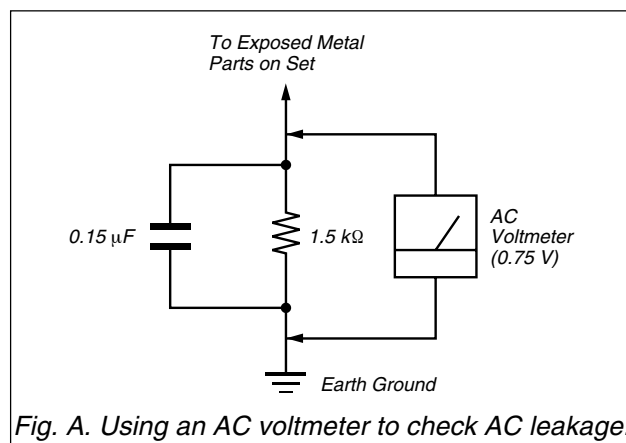 To Exposed Metal
Parts on Set
0.15 μF
1.5 kΩ
AC
Voltmeter
(0.75 V)
Earth Ground
Fig. A. Using an AC voltmeter to check AC leakage.